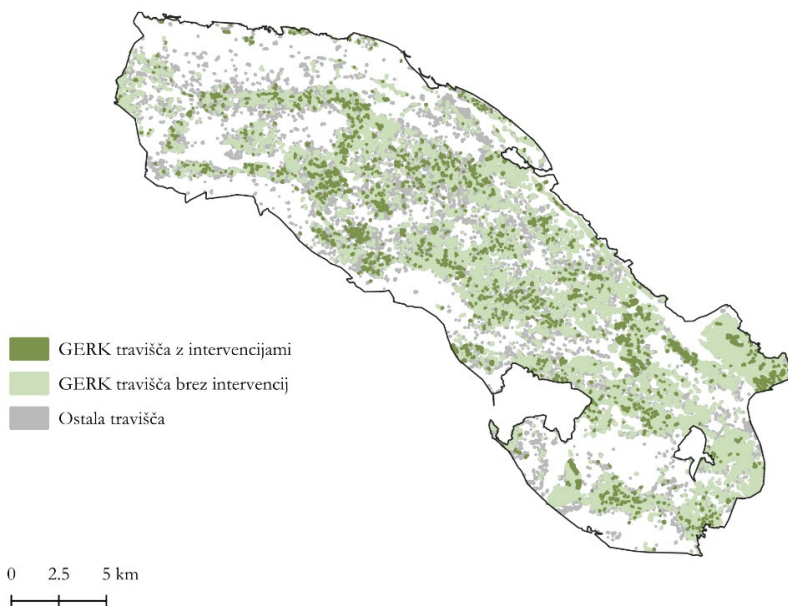 GERK travišča z intervencijami
GERK travišča brez intervencij
Ostala travišča
0 2.5 5 km